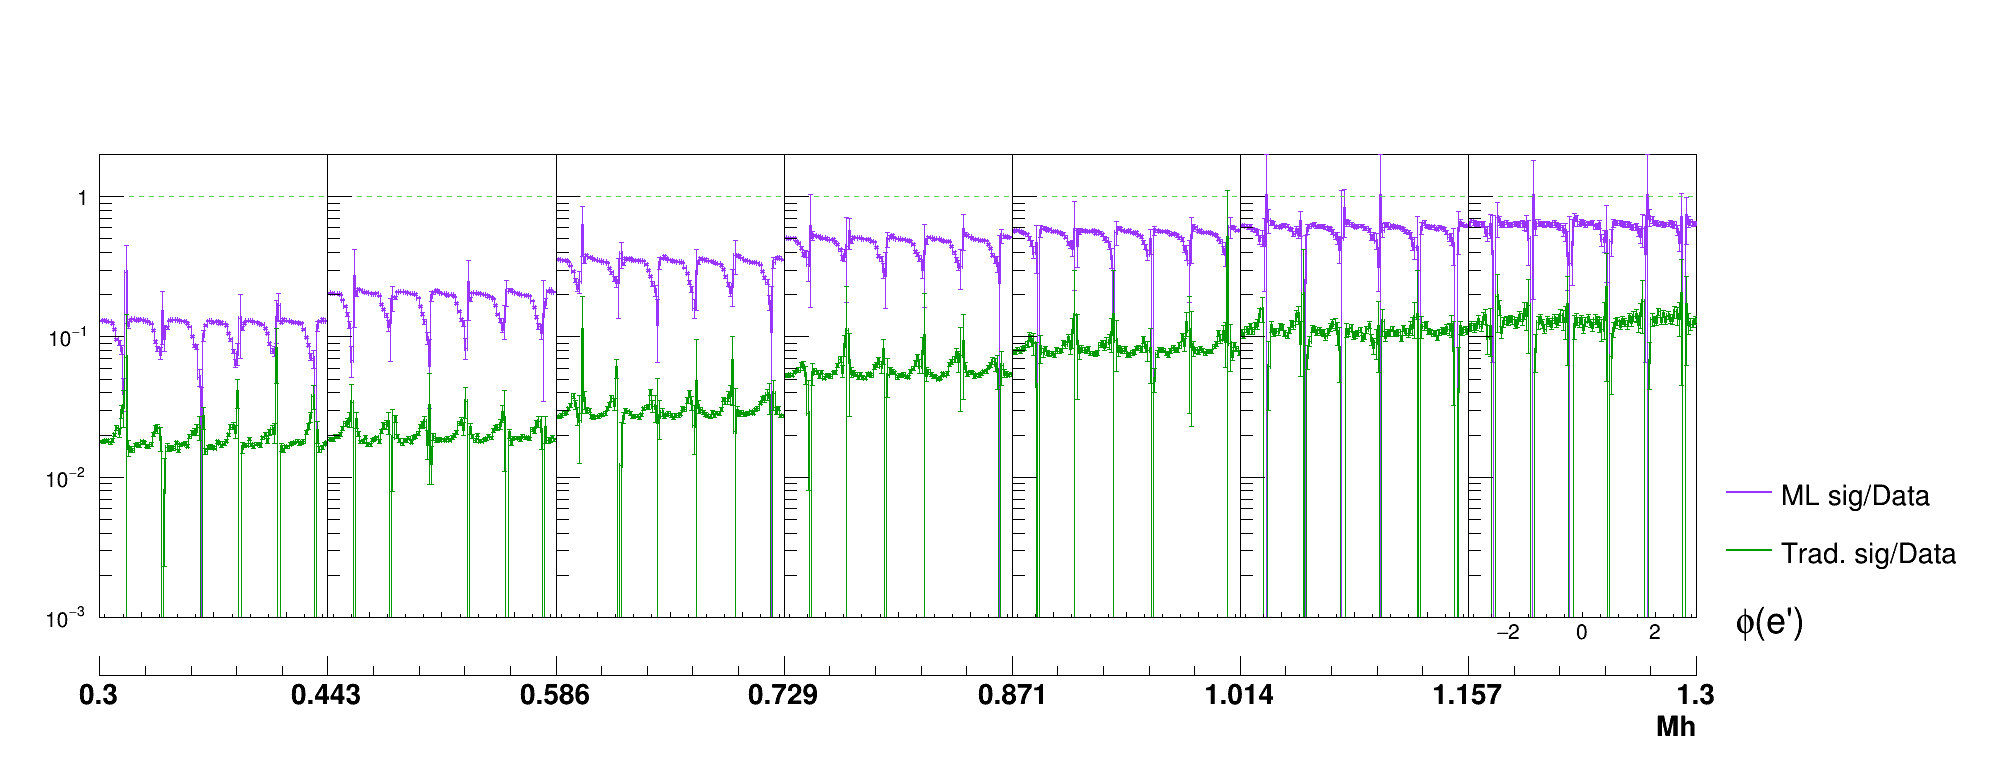 1
10⁻¹
10⁻²
10⁻³
ML sig/Data
Trad. sig/Data
−2 0 2
ϕ(e')
0.3 0.443 0.586 0.729 0.871 1.014 1.157 1.3
Mh